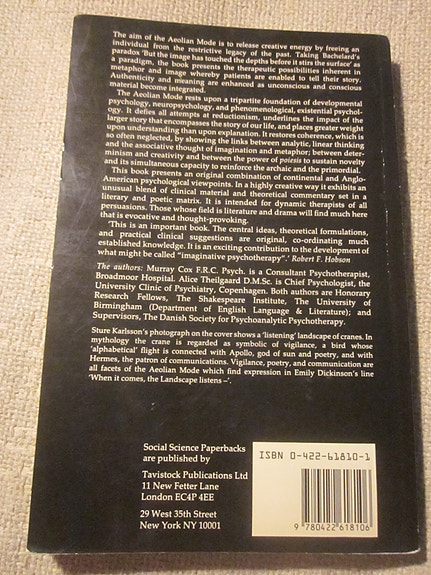 The aim of the Aeolian Mode is to release creative energy by freeing an
individual from the restrictive legacy of the past. Taking Bachelard's
paradox 'But the image has touched the depths before it stirs the surface' as
a paradigm, the book presents the therapeutic possibilities inherent in
metaphor and image whereby patients are enabled to tell their story.
Authenticity and meaning are enhanced as unconscious and conscious
material become integrated.
The Aeolian Mode rests upon a tripartite foundation of developmental
psychology, neuropsychology, and phenomenological, existential psychol-
ogy. It defies all attempts at reductionism, underlines the impact of the
larger story that encompasses the story of our life, and places greater weight
upon understanding than upon explanation. It restores coherence, which is
so often neglected, by showing the links between analytic, linear thinking
and the associative thought of imagination and metaphor; between deter-
minism and creativity and between the power of poiesis to sustain novelty
and its simultaneous capacity to reinforce the archaic and the primordial.
This book presents an original combination of continental and Anglo-
American psychological viewpoints. In a highly creative way it exhibits an
unusual blend of clinical material and theoretical commentary set in a
literary and poetic matrix. It is intended for dynamic therapists of all
persuasions. Those whose field is literature and drama will find much here
that is evocative and thought-provoking.
'This is an important book. The central ideas, theoretical formulations,
and practical clinical suggestions are original, co-ordinating much
established knowledge. It is an exciting contribution to the development of
what might be called "imaginative psychotherapy".' Robert F. Hobson
The authors: Murray Cox F.R.C. Psych. is a Consultant Psychotherapist,
Broadmoor Hospital. Alice Theilgaard D.M.Sc. is Chief Psychologist, the
University Clinic of Psychiatry, Copenhagen. Both authors are Honorary
Research Fellows, The Shakespeare Institute, The University of
Birmingham (Department of English Language & Literature); and
Supervisors, The Danish Society for Psychoanalytic Psychotherapy.
Sture Karlsson's photograph on the cover shows a 'listening' landscape of cranes. In
mythology the crane is regarded as symbolic of vigilance, a bird whose
'alphabetical' flight is connected with Apollo, god of sun and poetry, and with
Hermes, the patron of communication. Vigilance, poetry, and communication are
all facets of the Aeolian Mode which find expression in Emily Dickinson's line
'When it comes, the Landscape listens –'.
Social Science Paperbacks
are published by
Tavistock Publications Ltd
11 New Fetter Lane
London EC4P 4EE
29 West 35th Street
New York NY 10001
ISBN 0-422-61810-1
9 780422 618106